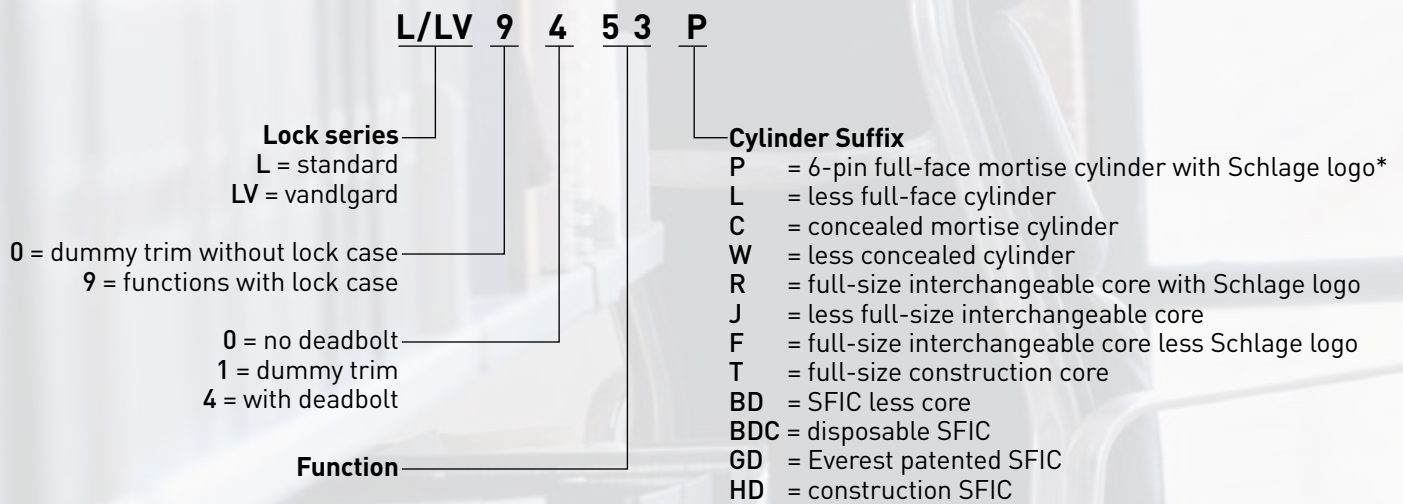 L/LV 9 4 5 3 P
Lock series
L = standard
LV = vandlgard
0 = dummy trim without lock case
9 = functions with lock case
0 = no deadbolt
1 = dummy trim
4 = with deadbolt
Function
Cylinder Suffix
P = 6-pin full-face mortise cylinder with Schlage logo*
L = less full-face cylinder
C = concealed mortise cylinder
W = less concealed cylinder
R = full-size interchangeable core with Schlage logo
J = less full-size interchangeable core
F = full-size interchangeable core less Schlage logo
T = full-size construction core
BD = SFIC less core
BDC = disposable SFIC
GD = Everest patented SFIC
HD = construction SFIC